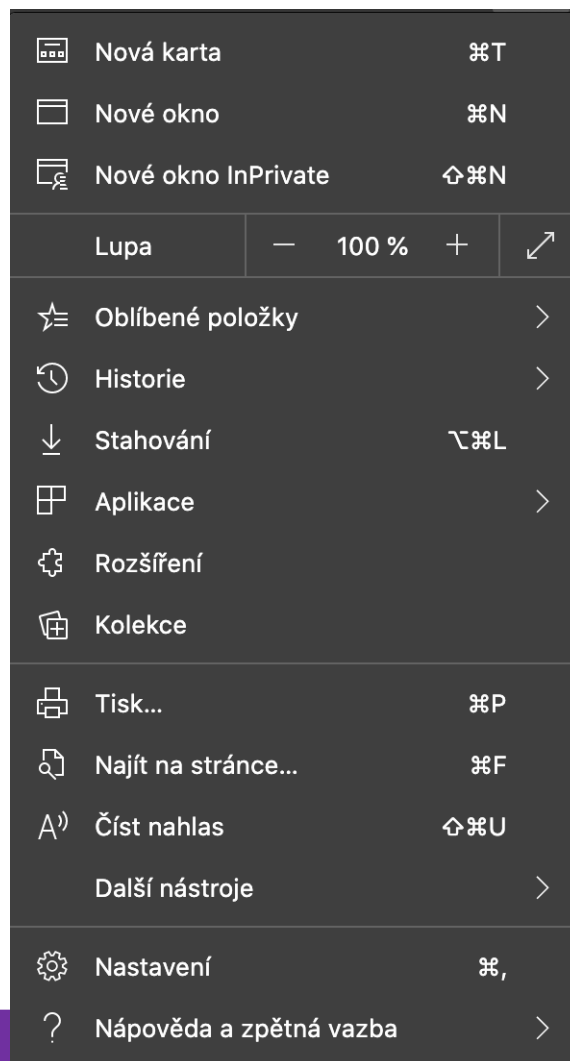 Nová karta ⌘T
Nové okno ⌘N
Nové okno InPrivate ⇧⌘N
Lupa — 100 % +
Oblíbené položky
Historie
Stahování ⌥⌘L
Aplikace
Rozšíření
Kolekce
Tisk... ⌘P
Najít na stránce... ⌘F
Číst nahlas ⇧⌘U
Další nástroje
Nastavení ⌘,
Nápověda a zpětná vazba